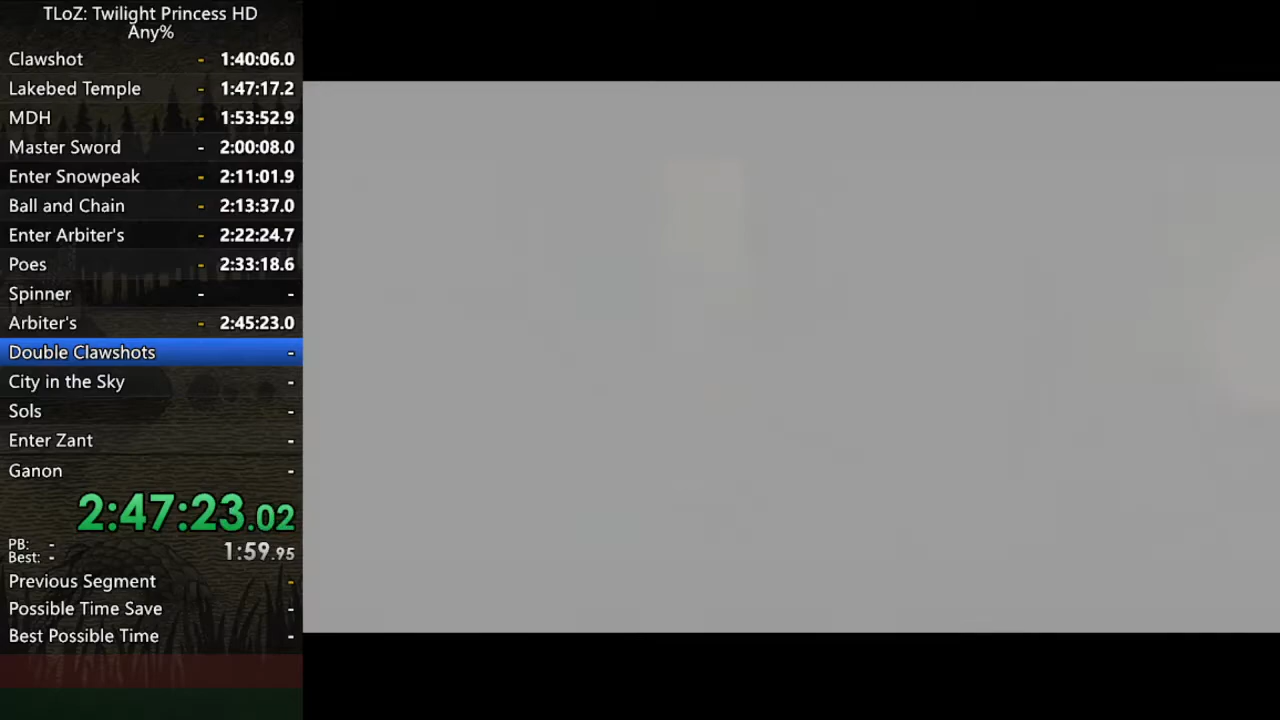 TLoZ: Twilight Princess HD
Any%
Clawshot - 1:40:06.0
Lakebed Temple - 1:47:17.2
MDH - 1:53:52.9
Master Sword - 2:00:08.0
Enter Snowpeak - 2:11:01.9
Ball and Chain - 2:13:37.0
Enter Arbiter's - 2:22:24.7
Poes - 2:33:18.6
Spinner - -
Arbiter's - 2:45:23.0
Double Clawshots -
City in the Sky -
Sols -
Enter Zant -
Ganon -
2:47:23.02
PB: -
Best: - 1:59.95
Previous Segment -
Possible Time Save -
Best Possible Time -